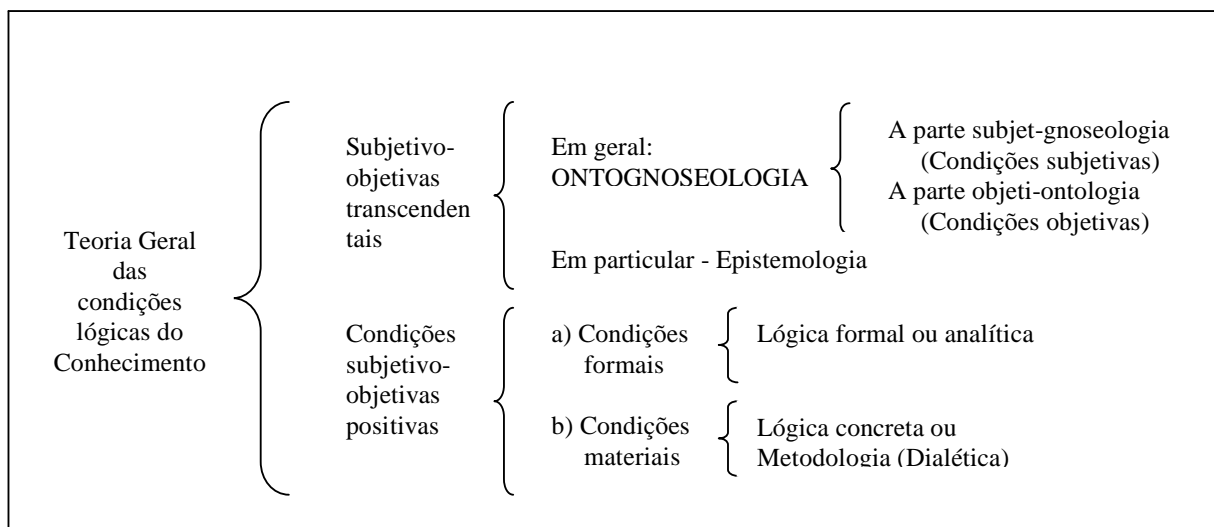 Teoria Geral
das
condições
lógicas do
Conhecimento
Subjetivo-
objetivas
transcenden
tais
Em geral:
ONTOGNOSEOLOGIA
A parte subjet-gnoseologia
(Condições subjetivas)
A parte objeti-ontologia
(Condições objetivas)
Em particular - Epistemologia
Condições
subjetivo-
objetivas
positivas
a) Condições
formais
Lógica formal ou analítica
b) Condições
materiais
Lógica concreta ou
Metodologia (Dialética)